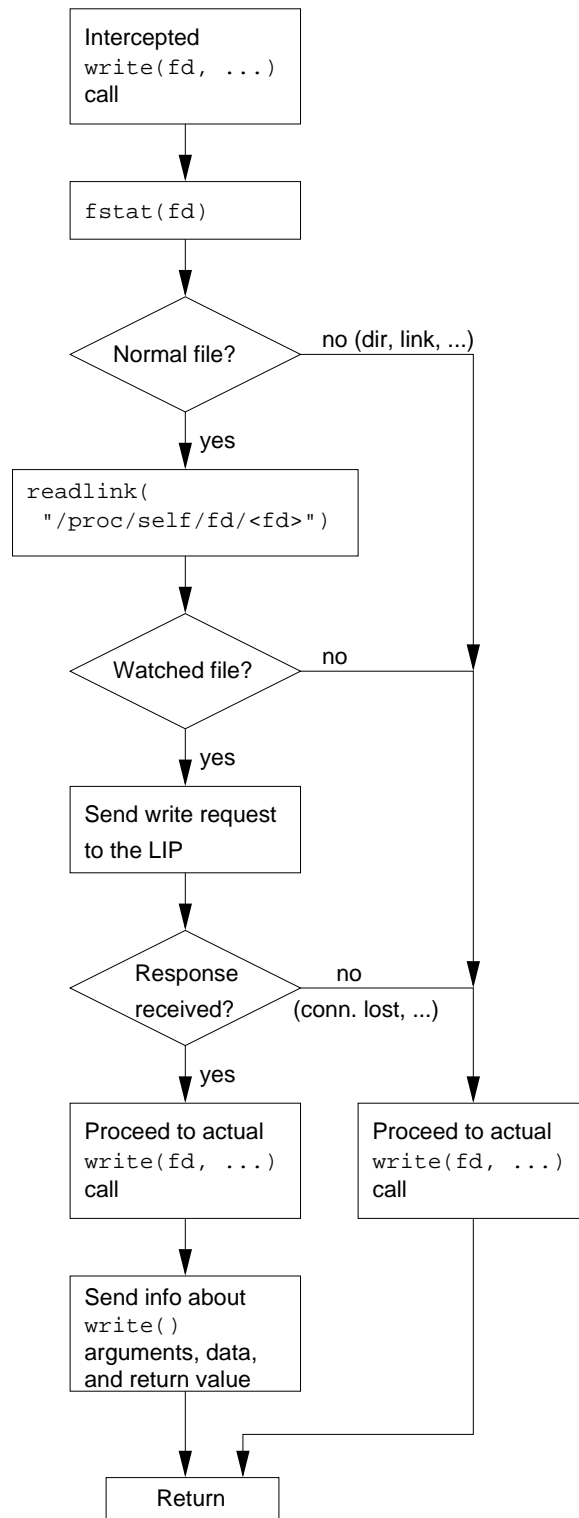 Intercepted
write(fd, ...)
call
fstat(fd)
Normal file?
no (dir, link, ...)
yes
readlink(
"/proc/self/fd/<fd>")
Watched file?
no
yes
Send write request
to the LIP
Response
received?
no
(conn. lost, ...)
yes
Proceed to actual
write(fd, ...)
call
Proceed to actual
write(fd, ...)
call
Send info about
write()
arguments, data,
and return value
Return